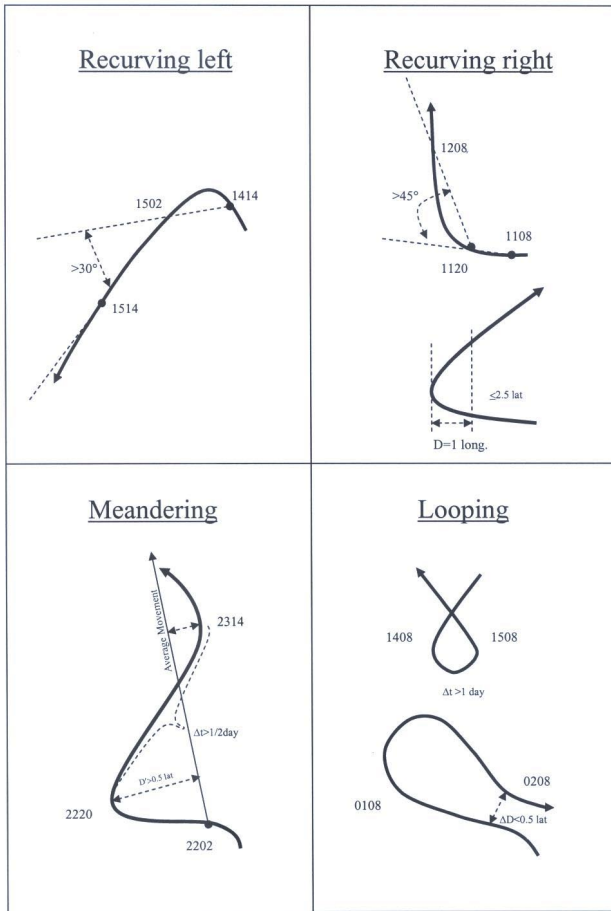 Recurving left
1414
1502
>30°
1514
Recurving right
1208
>45°
1108
1120
≤2.5 lat
D=1 long.
Meandering
Average Movement
2314
Δt>1/2day
D'>0.5 lat
2220
2202
Looping
1408
1508
Δt >1 day
0208
0108
ΔD<0.5 lat